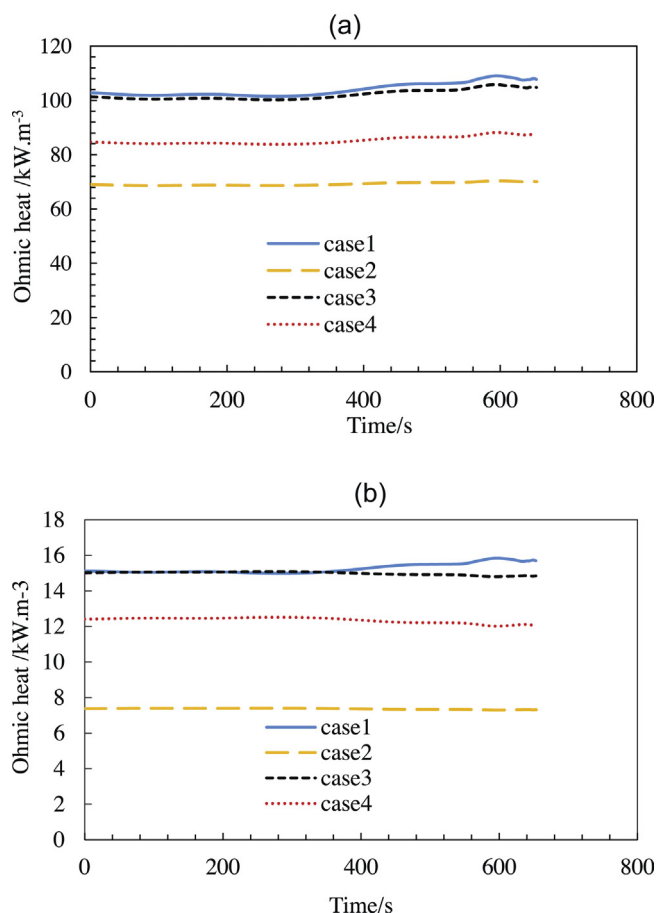 (a)
Ohmic heat /kW.m⁻³
120
100
80
60
40
20
0
case1
case2
case3
case4
0 200 400 600 800
Time/s
(b)
Ohmic heat /kW.m-3
18
16
14
12
10
8
6
4
2
0
case1
case2
case3
case4
0 200 400 600 800
Time/s